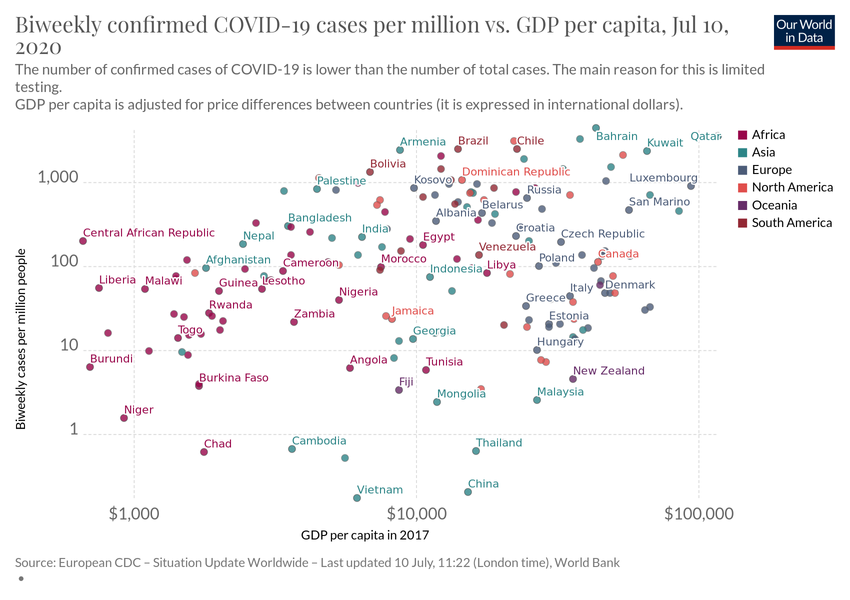 Biweekly confirmed COVID-19 cases per million vs. GDP per capita, Jul 10,
2020
Our World
in Data
The number of confirmed cases of COVID-19 is lower than the number of total cases. The main reason for this is limited
testing.
GDP per capita is adjusted for price differences between countries (it is expressed in international dollars).
Africa
Asia
Europe
North America
Oceania
South America
Biweekly cases per million people
1,000
100
10
1
Armenia
Brazil
Chile
Bahrain
Kuwait
Qatar
Bolivia
Dominican Republic
Palestine
Kosovo
Russia
Luxembourg
San Marino
Belarus
Albania
Bangladesh
Central African Republic
Nepal
India
Egypt
Croatia
Czech Republic
Venezuela
Canada
Afghanistan
Cameroon
Morocco
Indonesia
Libya
Poland
Liberia
Malawi
Guinea
Lesotho
Nigeria
Italy
Denmark
Rwanda
Zambia
Jamaica
Greece
Togo
Georgia
Estonia
Hungary
Burundi
Angola
Tunisia
New Zealand
Burkina Faso
Fiji
Mongolia
Malaysia
Niger
Chad
Cambodia
Thailand
Vietnam
China
$1,000
$10,000
$100,000
GDP per capita in 2017
Source: European CDC – Situation Update Worldwide – Last updated 10 July, 11:22 (London time), World Bank